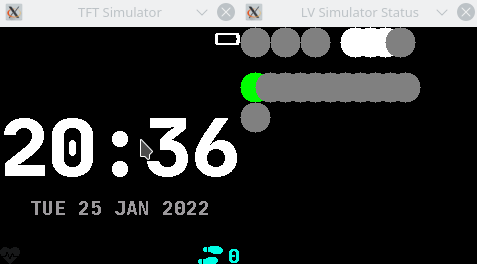 TFT Simulator
LV Simulator Status
20:36
TUE 25 JAN 2022
0